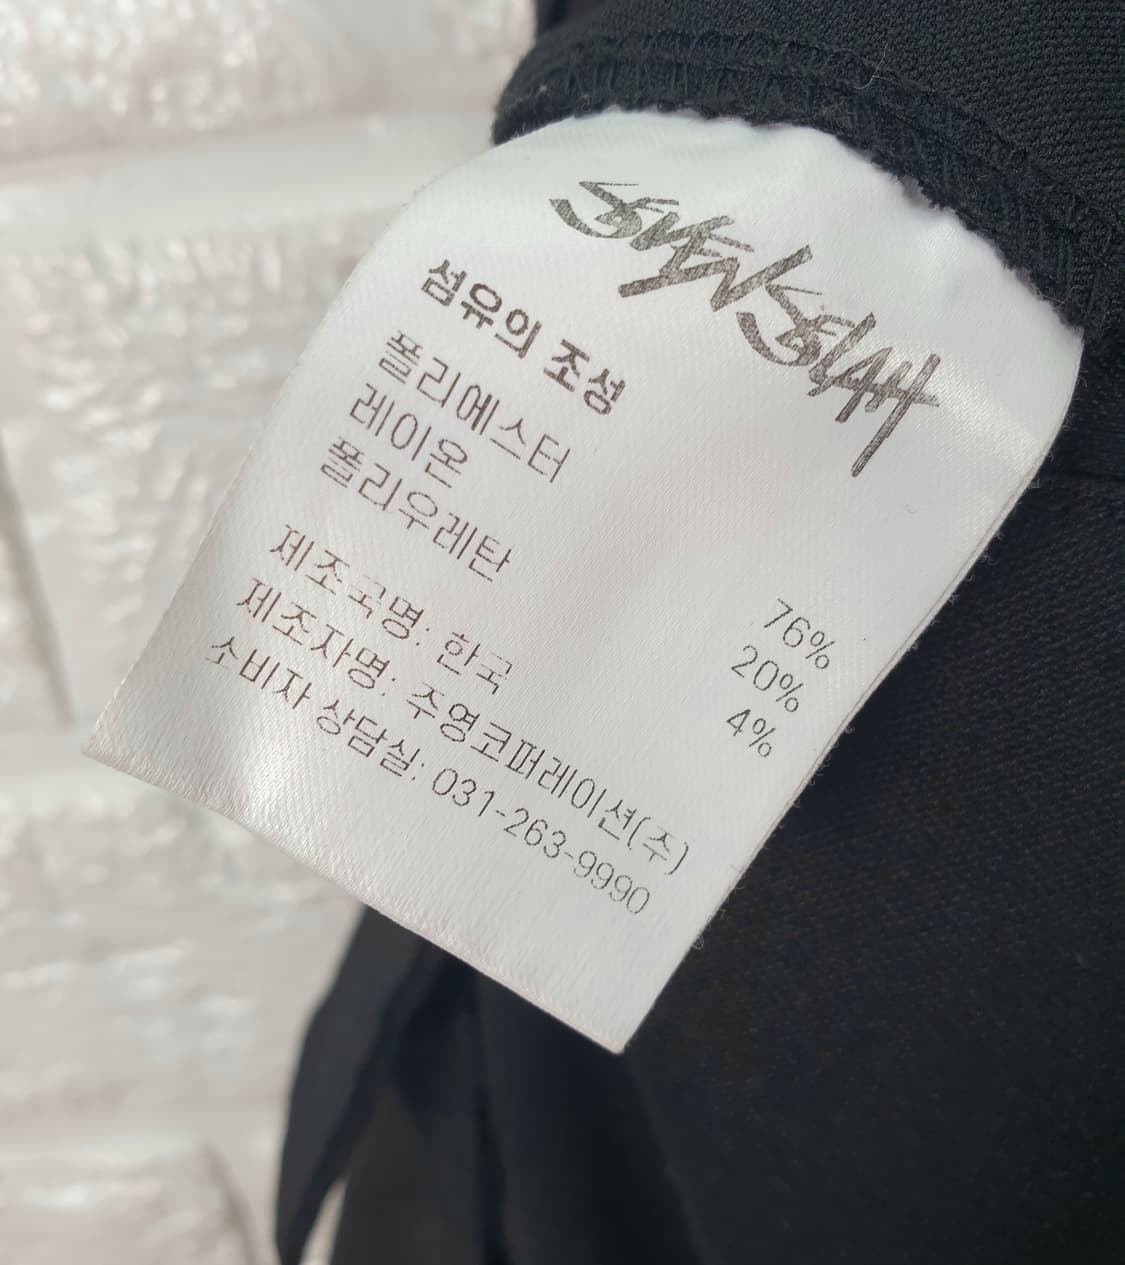 SEVENSELAH
섬유의 조성
폴리에스터 76%
레이온 20%
폴리우레탄 4%
제조국명: 한국
제조자명: 주영코퍼레이션(주)
소비자 상담실: 031-263-9990